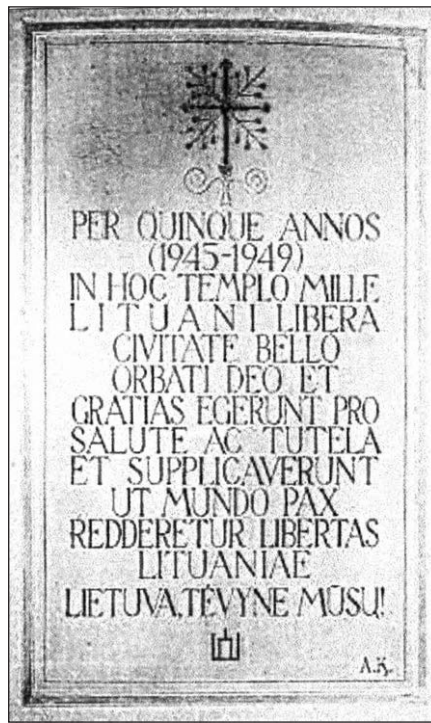 PER QUINQUE ANNOS
(1945-1949)
IN HOC TEMPLO MILLE
LITUANI LIBERA
CIVITATE BELLO
ORBATI DEO ET
GRATIAS EGERUNT PRO
SALUTE AC TUTELA
ET SUPPLICAVERUNT
UT MUNDO PAX
REDDERETUR LIBERTAS
LITUANIAE
LIETUVA, TĖVYNE MŪSŲ!
A.Ķ.